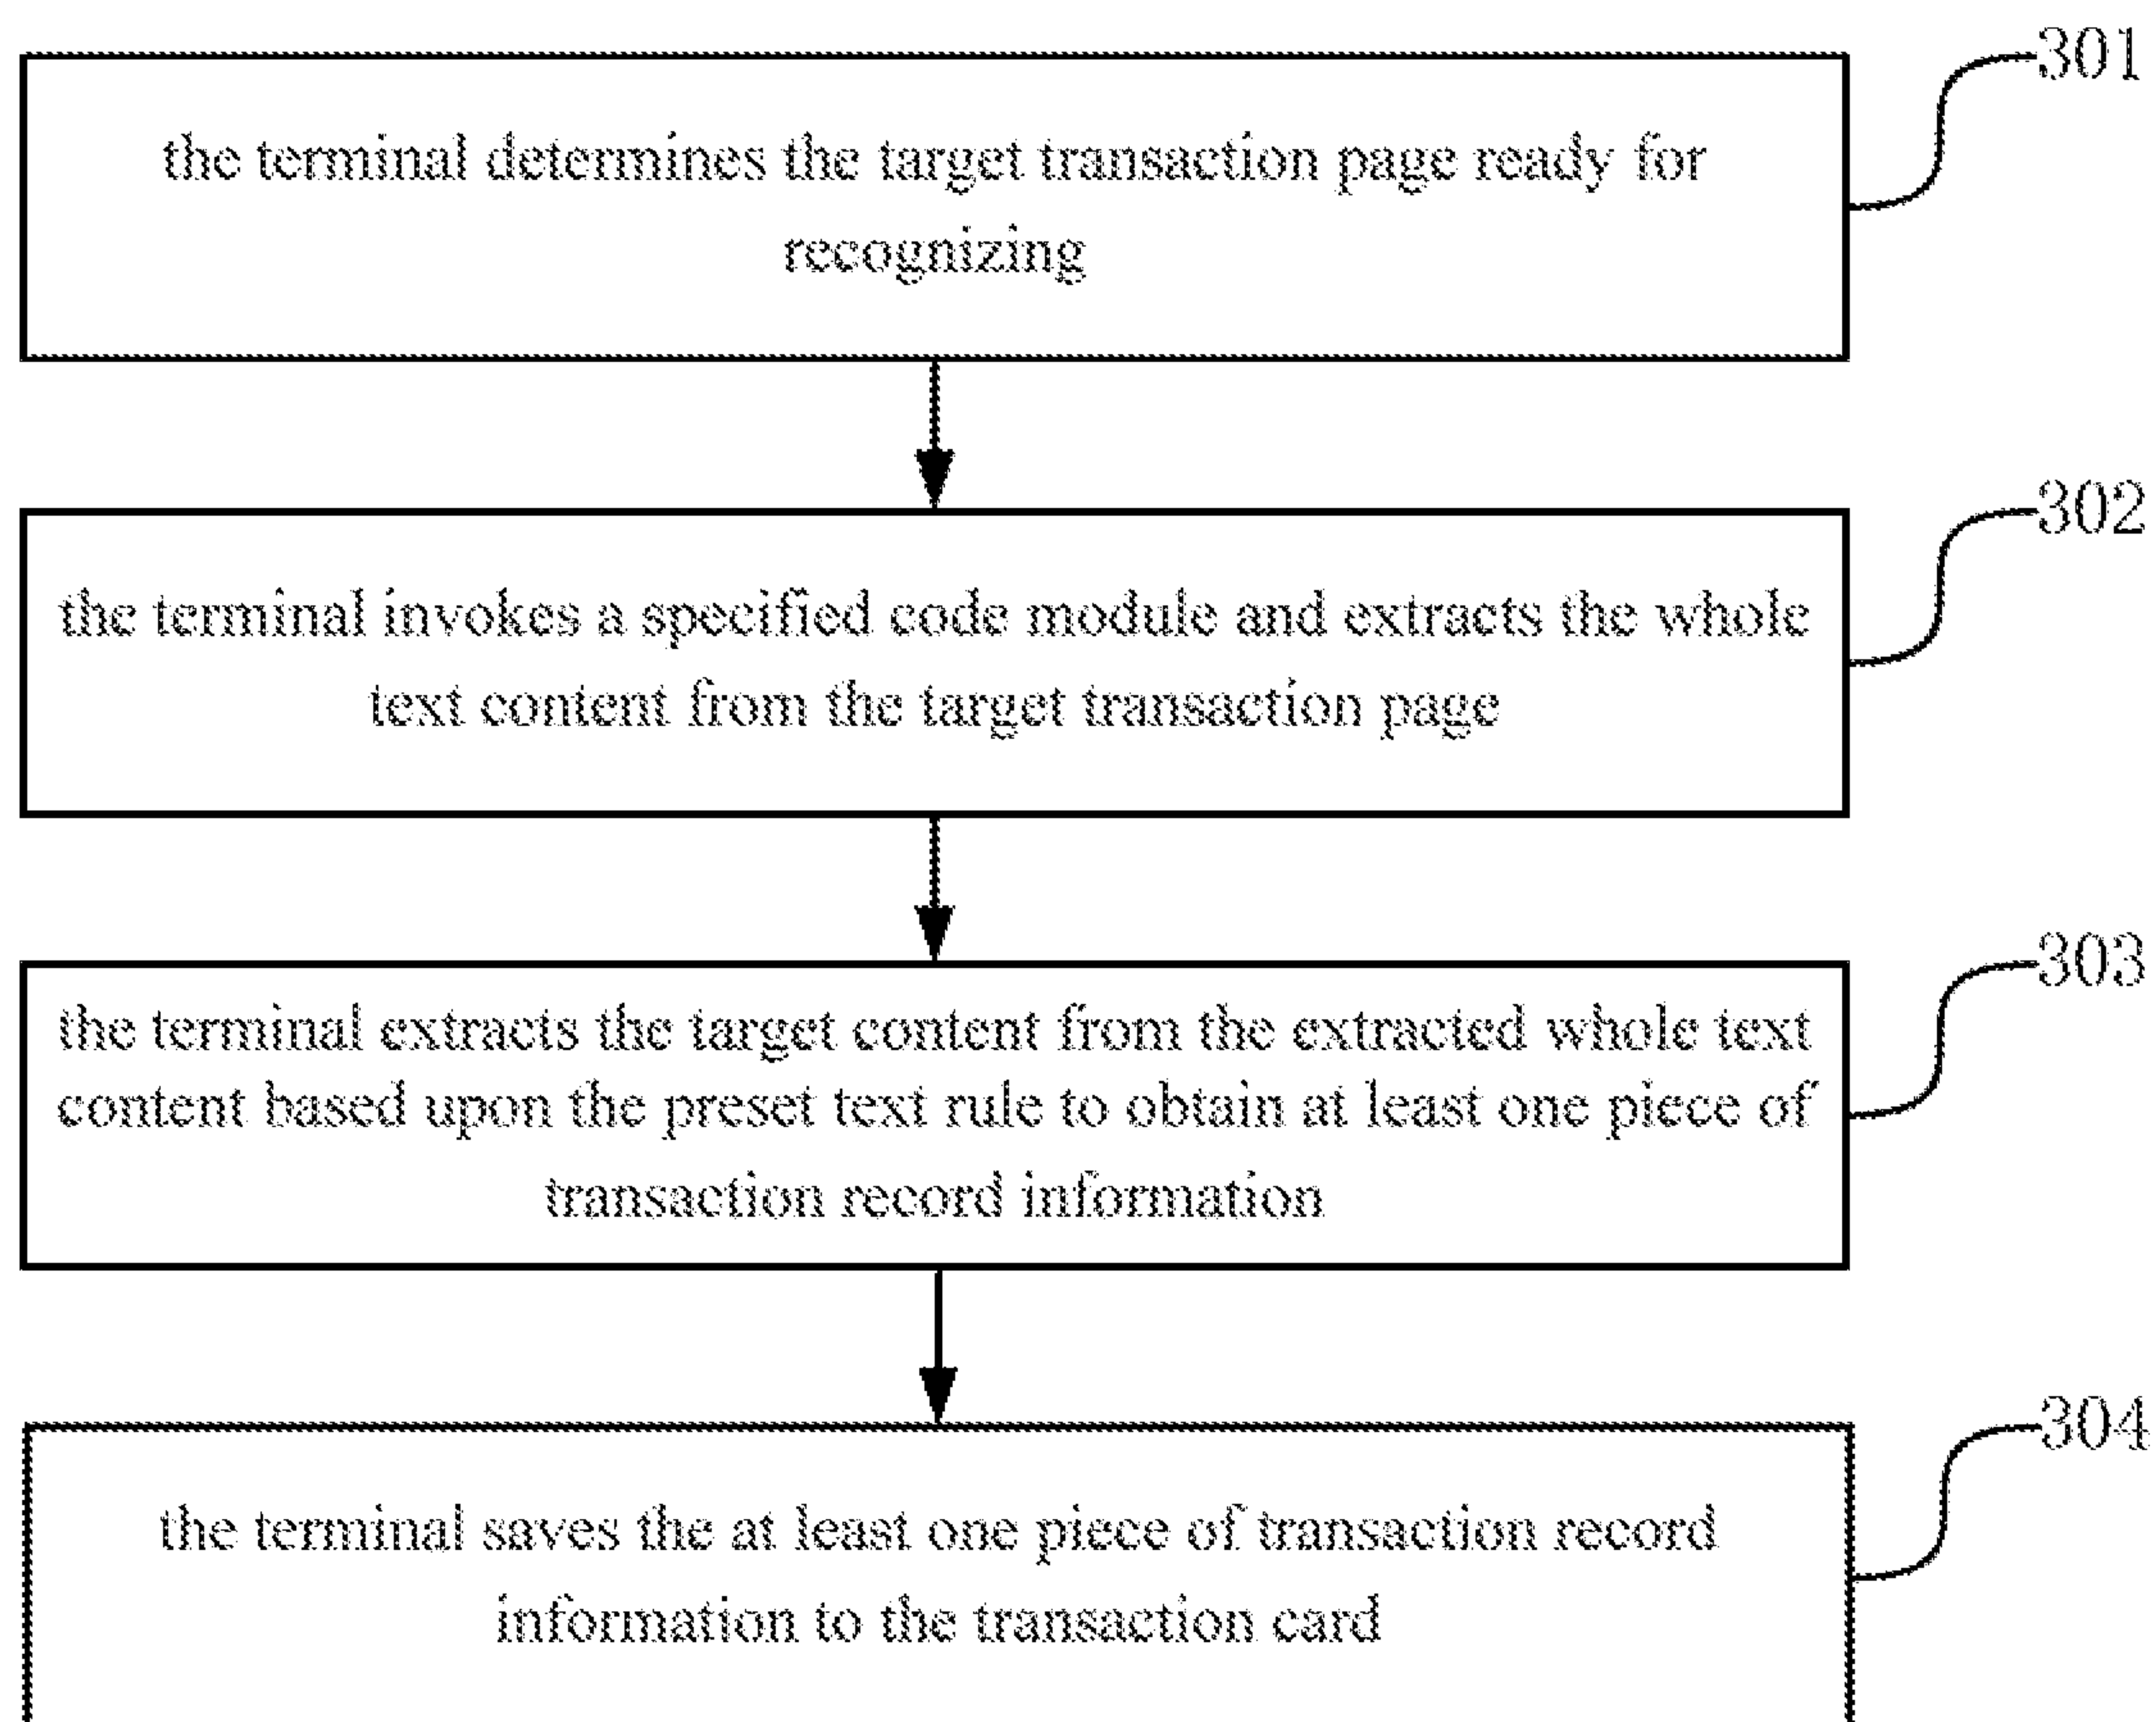 301
the terminal determines the target transaction page ready for
recognizing
302
the terminal invokes a specified code module and extracts the whole
text content from the target transaction page
303
the terminal extracts the target content from the extracted whole text
content based upon the preset text rule to obtain at least one piece of
transaction record information
304
the terminal saves the at least one piece of transaction record
information to the transaction card